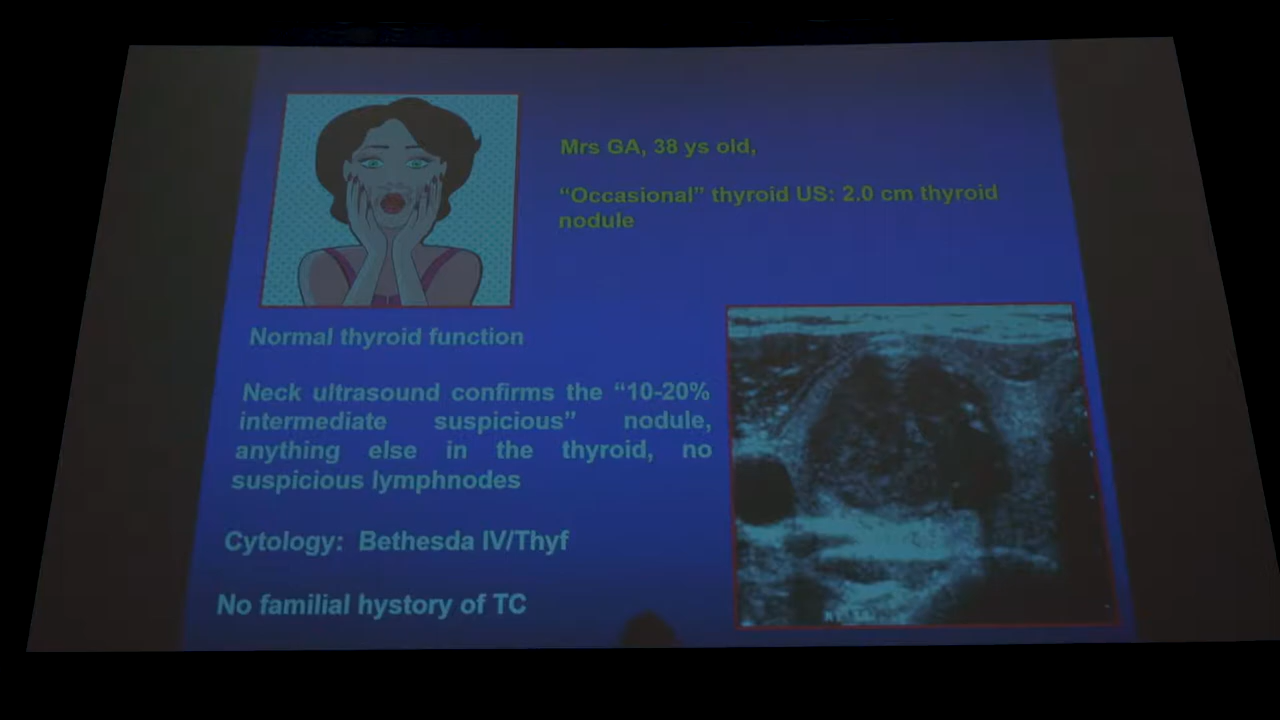 Mrs GA, 38 ys old,
“Occasional” thyroid US: 2.0 cm thyroid
nodule
Normal thyroid function
Neck ultrasound confirms the “10-20%
intermediate suspicious” nodule,
anything else in the thyroid, no
suspicious lymphnodes
Cytology: Bethesda IV/Thyf
No familial hystory of TC